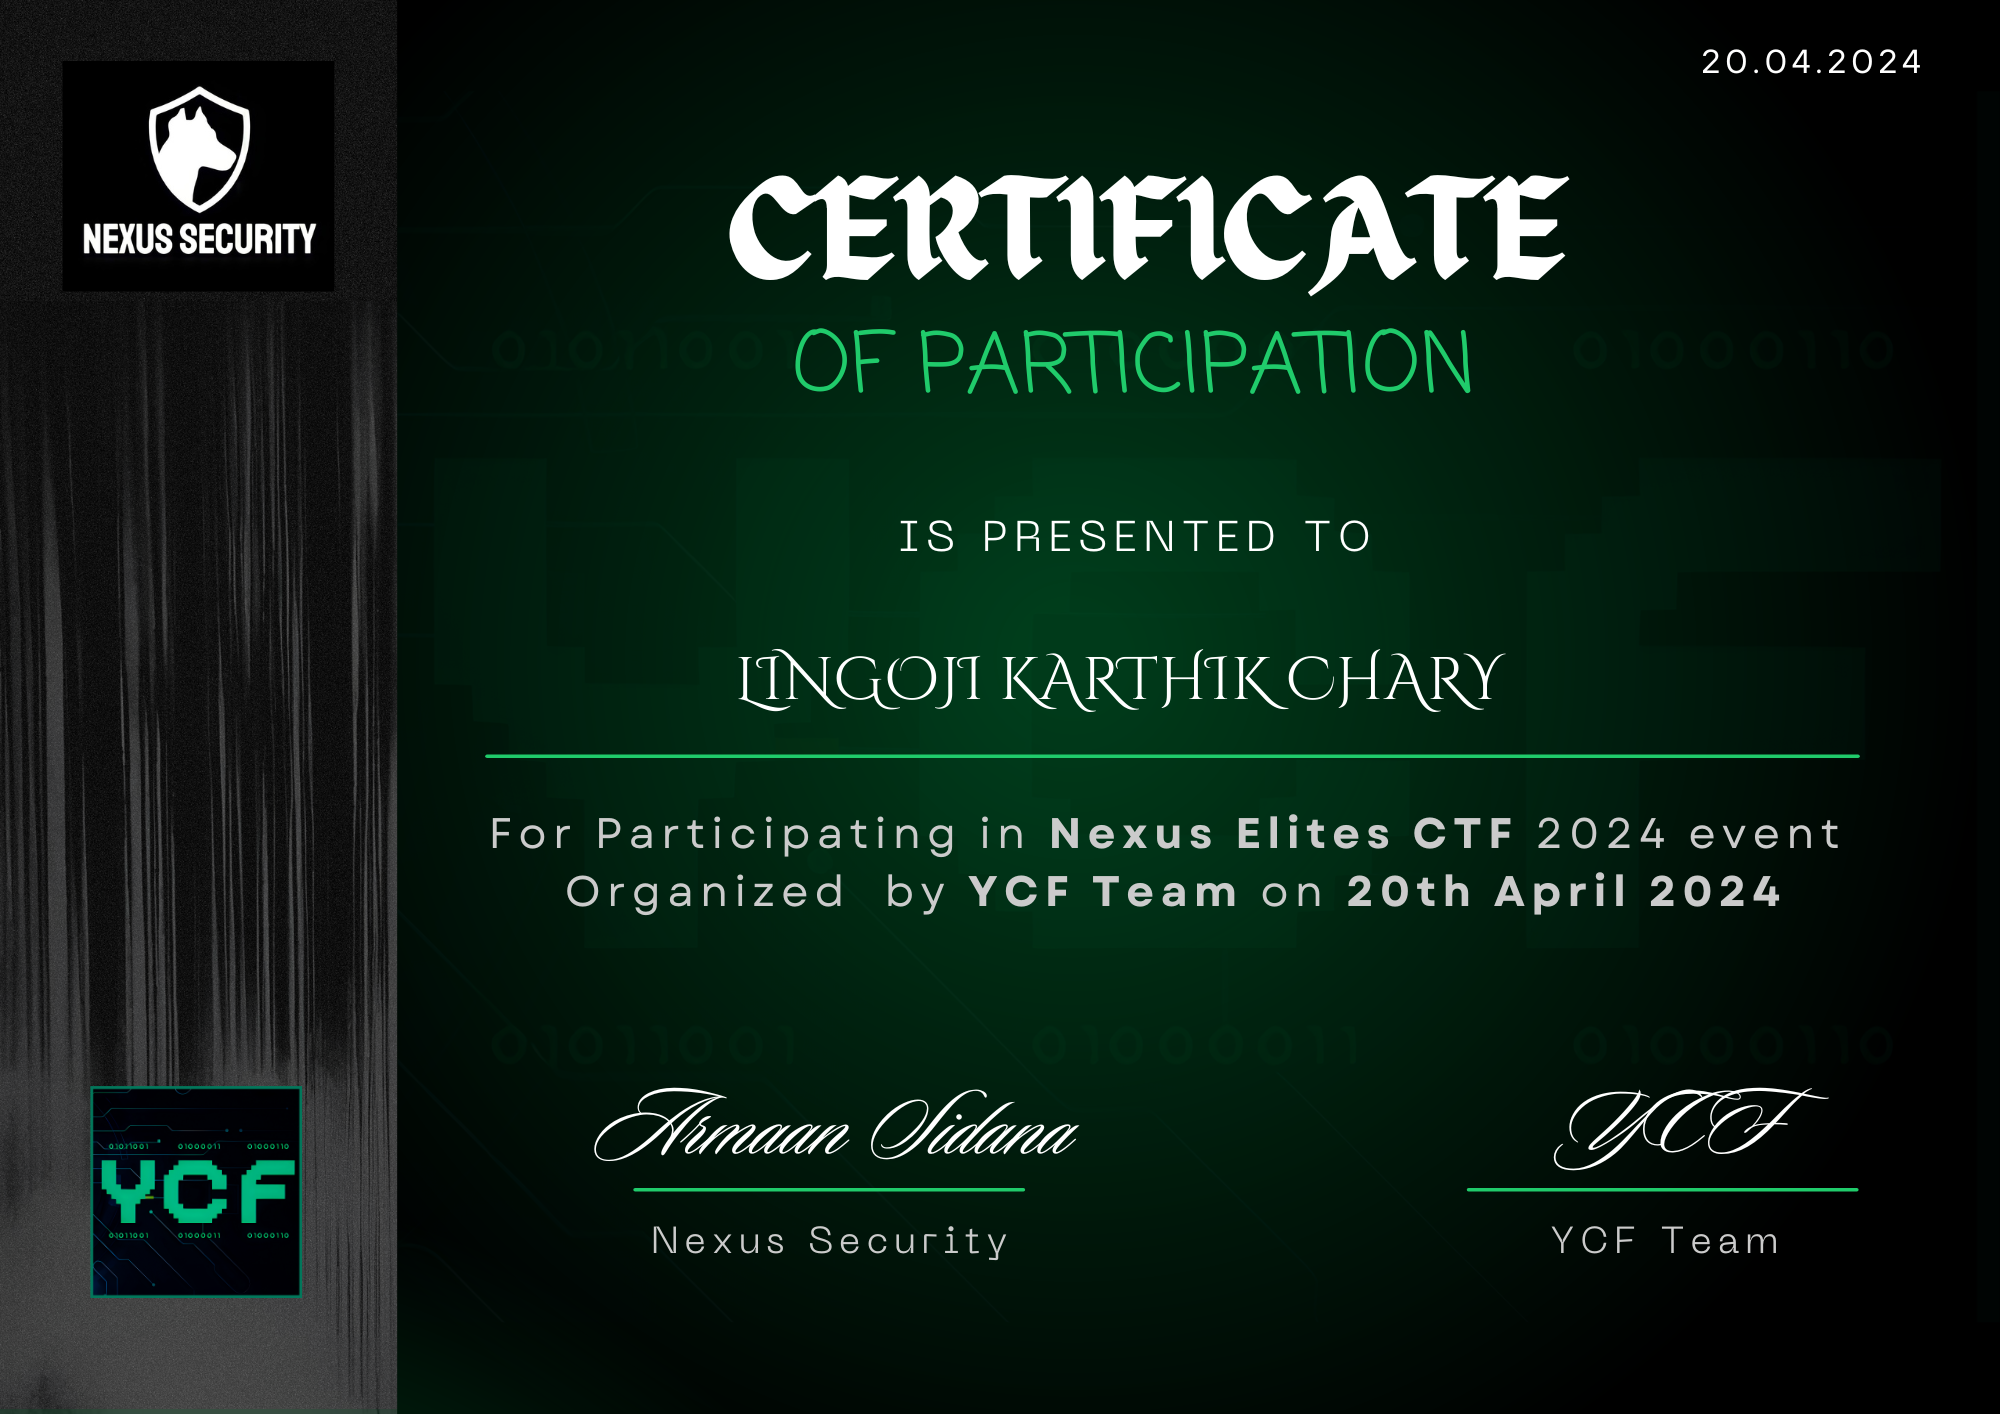 20.04.2024
NEXUS SECURITY
CERTIFICATE
OF PARTICIPATION
01011001
01000110
IS PRESENTED TO
LINGOJI KARTHIK CHARY
For Participating in Nexus Elites CTF 2024 event
Organized by YCF Team on 20th April 2024
01011001 01000011 01000110
Armaan Sidana
Nexus Security
YCF
YCF Team
01011001 01000011 01000110
YCF
01011001 01000011 01000110